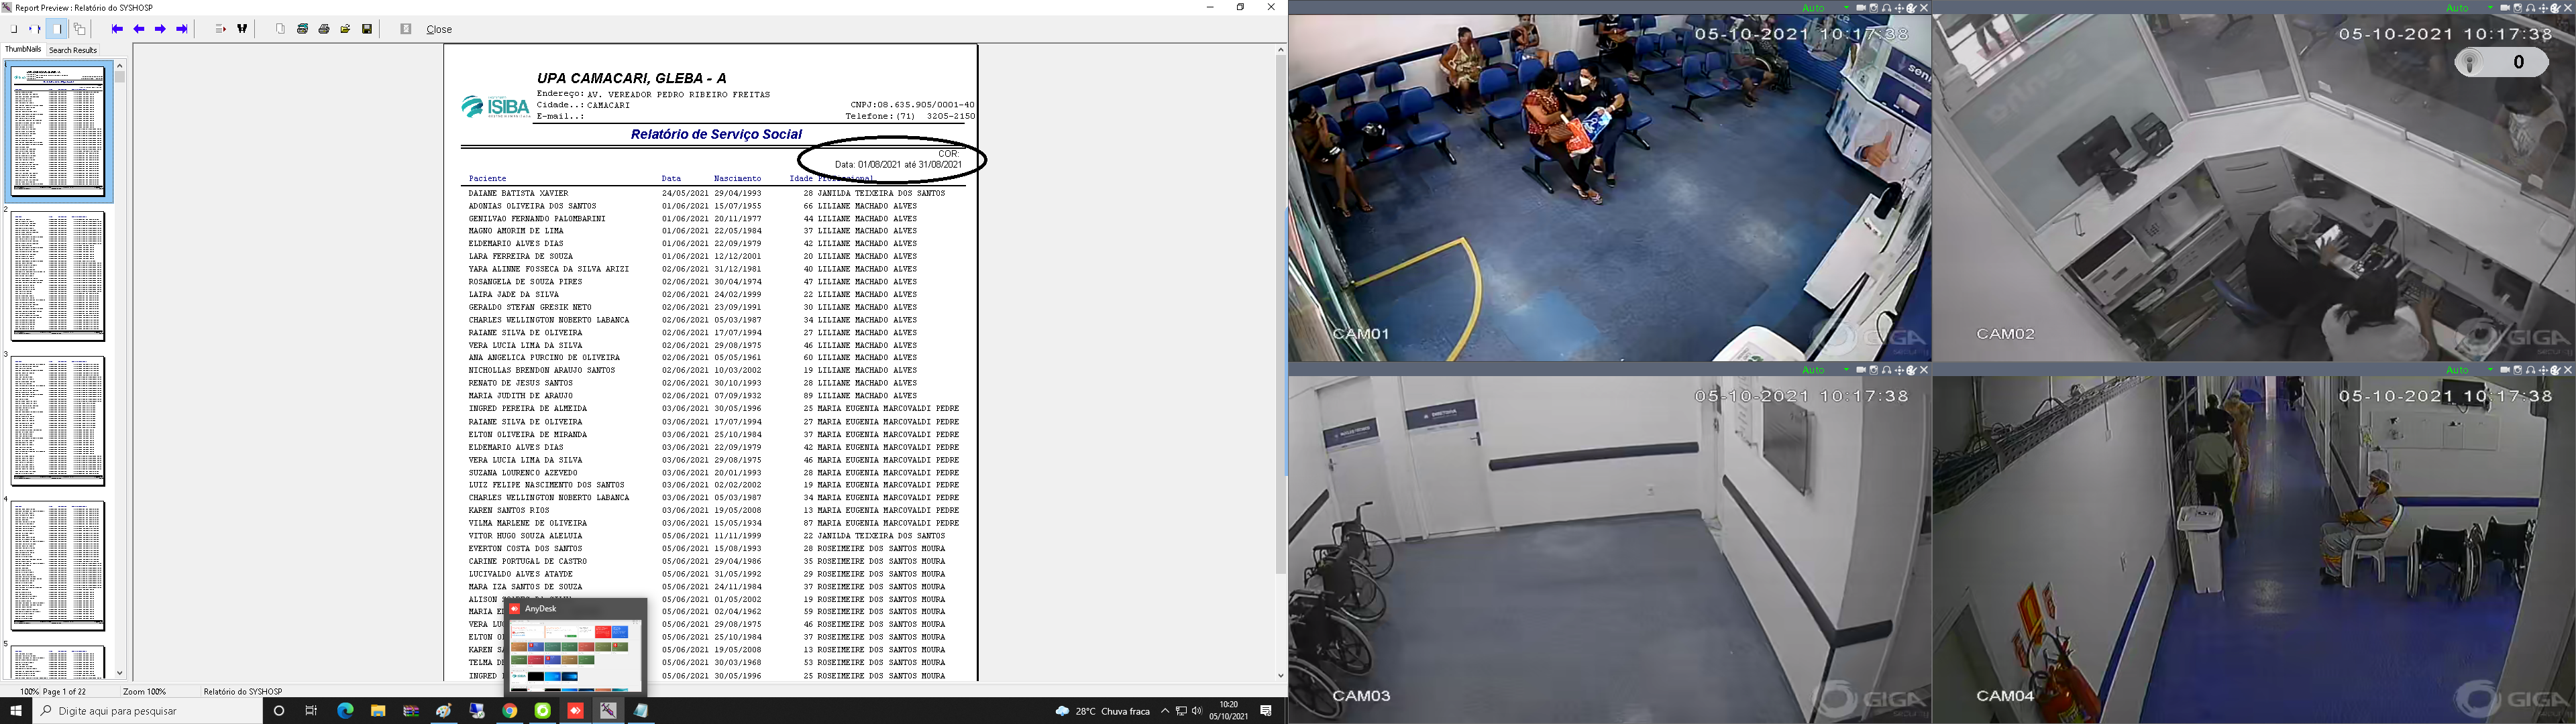 Report Preview : Relatório do SYSHOSP
Close
ThumbNails Search Results
1
2
3
4
5
UPA CAMACARI, GLEBA - A
ISIBA
Endereço: AV. VEREADOR PEDRO RIBEIRO FREITAS
Cidade..: CAMACARI CNPJ:08.635.905/0001-40
E-mail..: Telefone:(71) 3205-2150
Relatório de Serviço Social
COR:
Data: 01/08/2021 até 31/08/2021
Paciente Data Nascimento Idade Profissional
DAIANE BATISTA XAVIER 24/05/2021 29/04/1993 28 JANILDA TEIXEIRA DOS SANTOS
ADONIAS OLIVEIRA DOS SANTOS 01/06/2021 15/07/1955 66 LILIANE MACHADO ALVES
GENILVAO FERNANDO PALOMBARINI 01/06/2021 20/11/1977 44 LILIANE MACHADO ALVES
MAGNO AMORIM DE LIMA 01/06/2021 22/05/1984 37 LILIANE MACHADO ALVES
ELDEMARIO ALVES DIAS 01/06/2021 22/09/1979 42 LILIANE MACHADO ALVES
LARA FERREIRA DE SOUZA 01/06/2021 12/12/2001 20 LILIANE MACHADO ALVES
YARA ALINNE FOSSECA DA SILVA ARIZI 02/06/2021 31/12/1981 40 LILIANE MACHADO ALVES
ROSANGELA DE SOUZA PIRES 02/06/2021 30/04/1974 47 LILIANE MACHADO ALVES
LAIRA JADE DA SILVA 02/06/2021 24/02/1999 22 LILIANE MACHADO ALVES
GERALDO STEFAN GRESIK NETO 02/06/2021 23/09/1991 30 LILIANE MACHADO ALVES
CHARLES WELLINGTON NOBERTO LABANCA 02/06/2021 05/03/1987 34 LILIANE MACHADO ALVES
RAIANE SILVA DE OLIVEIRA 02/06/2021 17/07/1994 27 LILIANE MACHADO ALVES
VERA LUCIA LIMA DA SILVA 02/06/2021 29/08/1975 46 LILIANE MACHADO ALVES
ANA ANGELICA PURCINO DE OLIVEIRA 02/06/2021 05/05/1961 60 LILIANE MACHADO ALVES
NICHOLLAS BRENDON ARAUJO SANTOS 02/06/2021 10/03/2002 19 LILIANE MACHADO ALVES
RENATO DE JESUS SANTOS 02/06/2021 30/10/1993 28 LILIANE MACHADO ALVES
MARIA JUDITH DE ARAUJO 02/06/2021 07/09/1932 89 LILIANE MACHADO ALVES
INGRED PEREIRA DE ALMEIDA 03/06/2021 30/05/1996 25 MARIA EUGENIA MARCOVALDI PEDRE
RAIANE SILVA DE OLIVEIRA 03/06/2021 17/07/1994 27 MARIA EUGENIA MARCOVALDI PEDRE
ELTON OLIVEIRA DE MIRANDA 03/06/2021 25/10/1984 37 MARIA EUGENIA MARCOVALDI PEDRE
ELDEMARIO ALVES DIAS 03/06/2021 22/09/1979 42 MARIA EUGENIA MARCOVALDI PEDRE
VERA LUCIA LIMA DA SILVA 03/06/2021 29/08/1975 46 MARIA EUGENIA MARCOVALDI PEDRE
SUZANA LOURENCO AZEVEDO 03/06/2021 20/01/1993 28 MARIA EUGENIA MARCOVALDI PEDRE
LUIZ FELIPE NASCIMENTO DOS SANTOS 03/06/2021 02/02/2002 19 MARIA EUGENIA MARCOVALDI PEDRE
CHARLES WELLINGTON NOBERTO LABANCA 03/06/2021 05/03/1987 34 MARIA EUGENIA MARCOVALDI PEDRE
KAREN SANTOS RIOS 03/06/2021 19/05/2008 13 MARIA EUGENIA MARCOVALDI PEDRE
VILMA MARLENE DE OLIVEIRA 03/06/2021 15/05/1934 87 MARIA EUGENIA MARCOVALDI PEDRE
VITOR HUGO SOUZA ALELUIA 05/06/2021 11/11/1999 22 JANILDA TEIXEIRA DOS SANTOS
EVERTON COSTA DOS SANTOS 05/06/2021 15/08/1993 28 ROSEIMEIRE DOS SANTOS MOURA
CARINE PORTUGAL DE CASTRO 05/06/2021 29/04/1986 35 ROSEIMEIRE DOS SANTOS MOURA
LUCIVALDO ALVES ATAYDE 05/06/2021 31/05/1992 29 ROSEIMEIRE DOS SANTOS MOURA
MARA IZA SANTOS DE SOUZA 05/06/2021 24/11/1984 37 ROSEIMEIRE DOS SANTOS MOURA
ALISON 05/06/2021 01/05/2002 19 ROSEIMEIRE DOS SANTOS MOURA
MARIA 05/06/2021 02/04/1962 59 ROSEIMEIRE DOS SANTOS MOURA
VERA 05/06/2021 29/08/1975 46 ROSEIMEIRE DOS SANTOS MOURA
ELTON 05/06/2021 25/10/1984 37 ROSEIMEIRE DOS SANTOS MOURA
KAREN 05/06/2021 19/05/2008 13 ROSEIMEIRE DOS SANTOS MOURA
TELMA 05/06/2021 30/03/1968 53 ROSEIMEIRE DOS SANTOS MOURA
INGRED 05/06/2021 30/05/1996 25 ROSEIMEIRE DOS SANTOS MOURA
AnyDesk
100% Page 1 of 22 Zoom 100% Relatório do SYSHOSP
Digite aqui para pesquisar
28°C Chuva fraca
10:20
05/10/2021
Auto
05-10-2021 10:17:38
CAM01
GIGA
security
Auto
05-10-2021 10:17:38
0
CAM02
GIGA
security
Auto
05-10-2021 10:17:38
DIRETORIA
CAM03
GIGA
security
Auto
05-10-2021 10:17:38
CAM04
GIGA
security